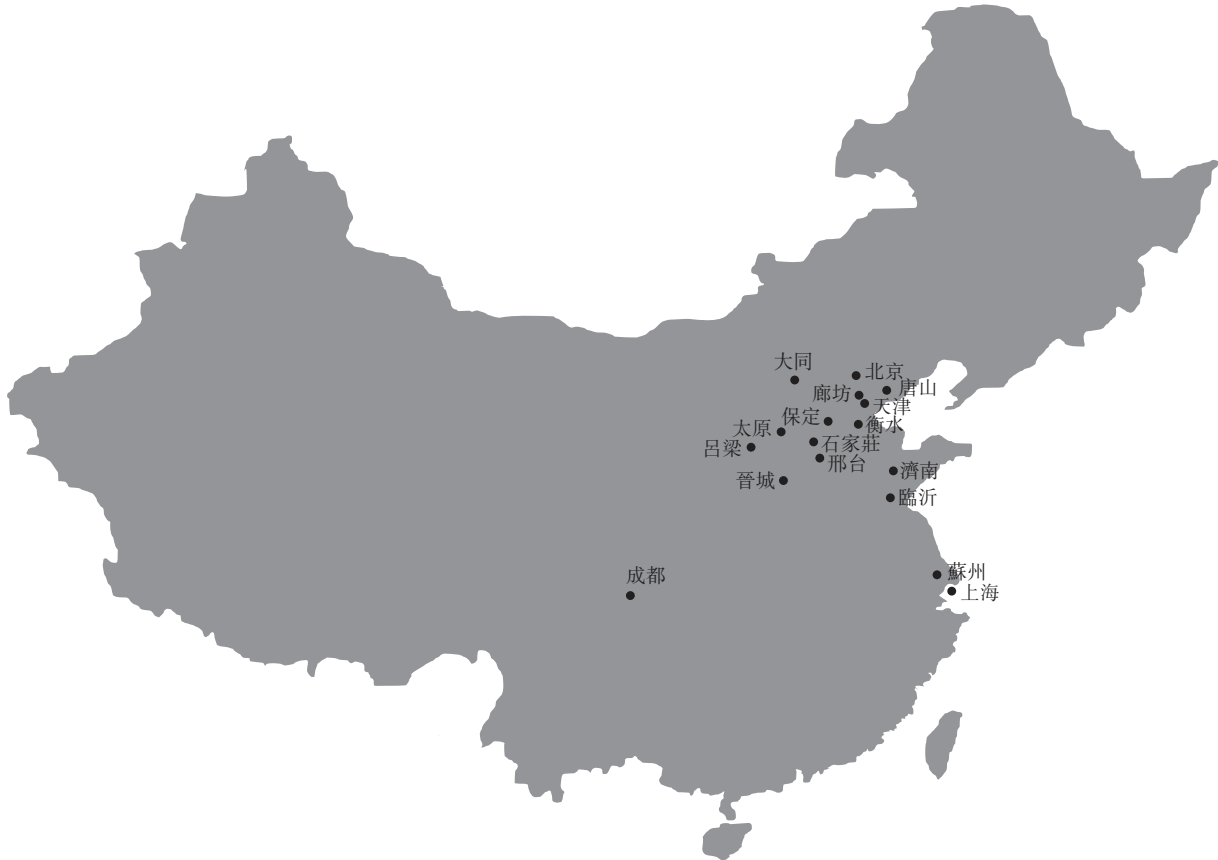 大同
北京
唐山
廊坊
天津
保定
衡水
太原
石家莊
呂梁
邢台
濟南
晉城
臨沂
蘇州
成都
上海